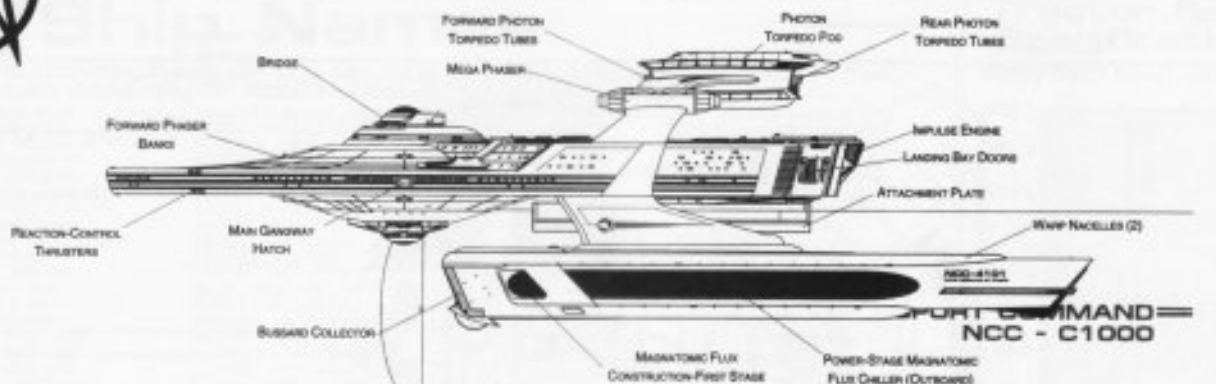 FORWARD PHOTON
TORPEDO TUBES
PHOTON
TORPEDO POD
REAR PHOTON
TORPEDO TUBES
BRIDGE
MEGA PHASER
FORWARD PHASER
BANKS
IMPULSE ENGINE
LANDING BAY DOORS
ATTACHMENT PLATE
REACTION-CONTROL
THRUSTERS
MAIN GANGWAY
HATCH
WARP NACELLES (2)
BUSSARD COLLECTOR
COMMAND
NCC - C1000
MAGNATOMIC FLUX
CONSTRUCTION-FIRST STAGE
POWER-STAGE MAGNATOMIC
FLUX CHILLER (OUTBOARD)